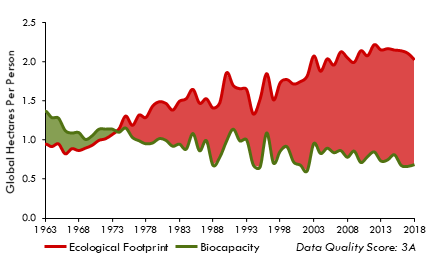 Global Hectares Per Person
2.5
2.0
1.5
1.0
0.5
0.0
1963 1968 1973 1978 1983 1988 1993 1998 2003 2008 2013 2018
Ecological Footprint Biocapacity Data Quality Score: 3A